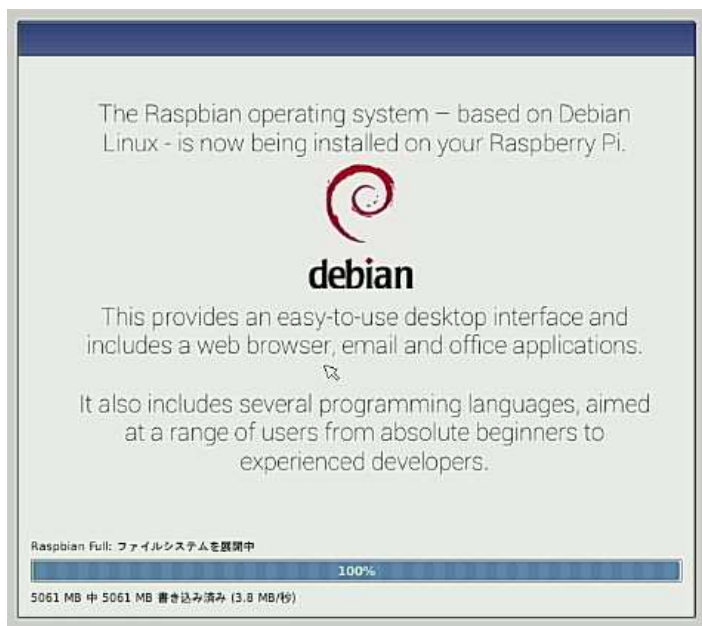 The Raspbian operating system – based on Debian
Linux - is now being installed on your Raspberry Pi.
debian
This provides an easy-to-use desktop interface and
includes a web browser, email and office applications.
It also includes several programming languages, aimed
at a range of users from absolute beginners to
experienced developers.
Raspbian Full: ファイルシステムを展開中
100%
5061 MB 中 5061 MB 書き込み済み (3.8 MB/秒)